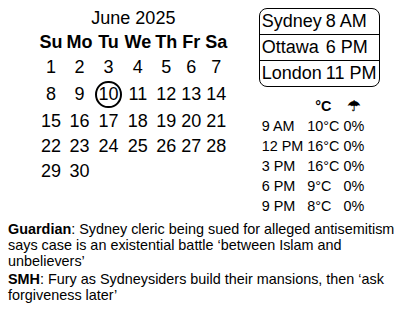 June 2025
Su Mo Tu We Th Fr Sa
1 2 3 4 5 6 7
8 9 10 11 12 13 14
15 16 17 18 19 20 21
22 23 24 25 26 27 28
29 30
Sydney 8 AM
Ottawa 6 PM
London 11 PM
°C ☂
9 AM 10°C 0%
12 PM 16°C 0%
3 PM 16°C 0%
6 PM 9°C 0%
9 PM 8°C 0%
Guardian: Sydney cleric being sued for alleged antisemitism
says case is an existential battle ‘between Islam and
unbelievers’
SMH: Fury as Sydneysiders build their mansions, then ‘ask
forgiveness later’